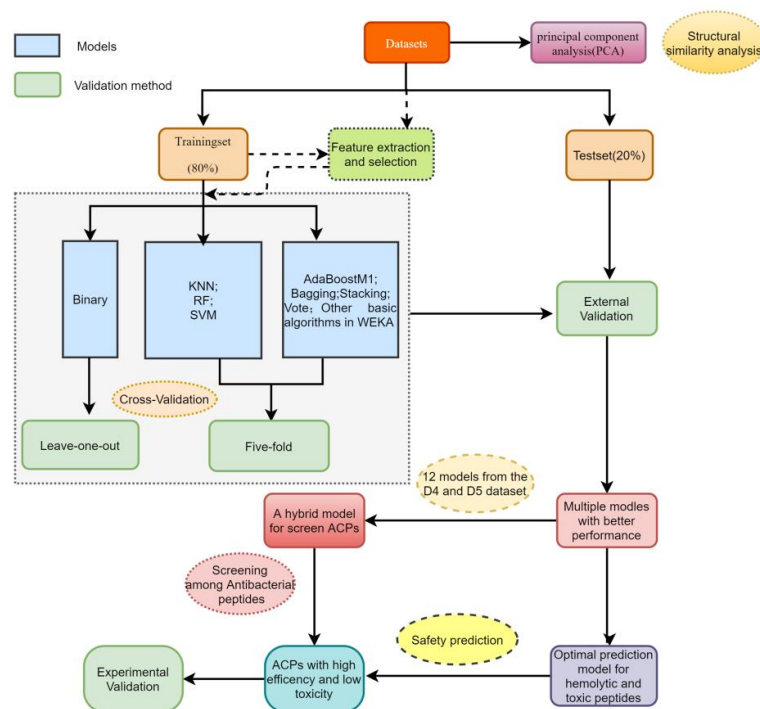 Models
Validation method
Datasets
principal component
analysis(PCA)
Structural
similarity analysis
Trainingset
(80%)
Feature extraction
and selection
Testset(20%)
Binary
KNN;
RF;
SVM
AdaBoostM1;
Bagging;Stacking;
Vote；Other basic
algorithms in WEKA
External
Validation
Cross-Validation
Leave-one-out
Five-fold
12 models from the
D4 and D5 dataset
A hybrid model
for screen ACPs
Multiple modles
with better
performance
Screening
among Antibacterial
peptides
Safety prediction
Experimental
Validation
ACPs with high
efficency and low
toxicity
Optimal prediction
model for
hemolytic and
toxic peptides